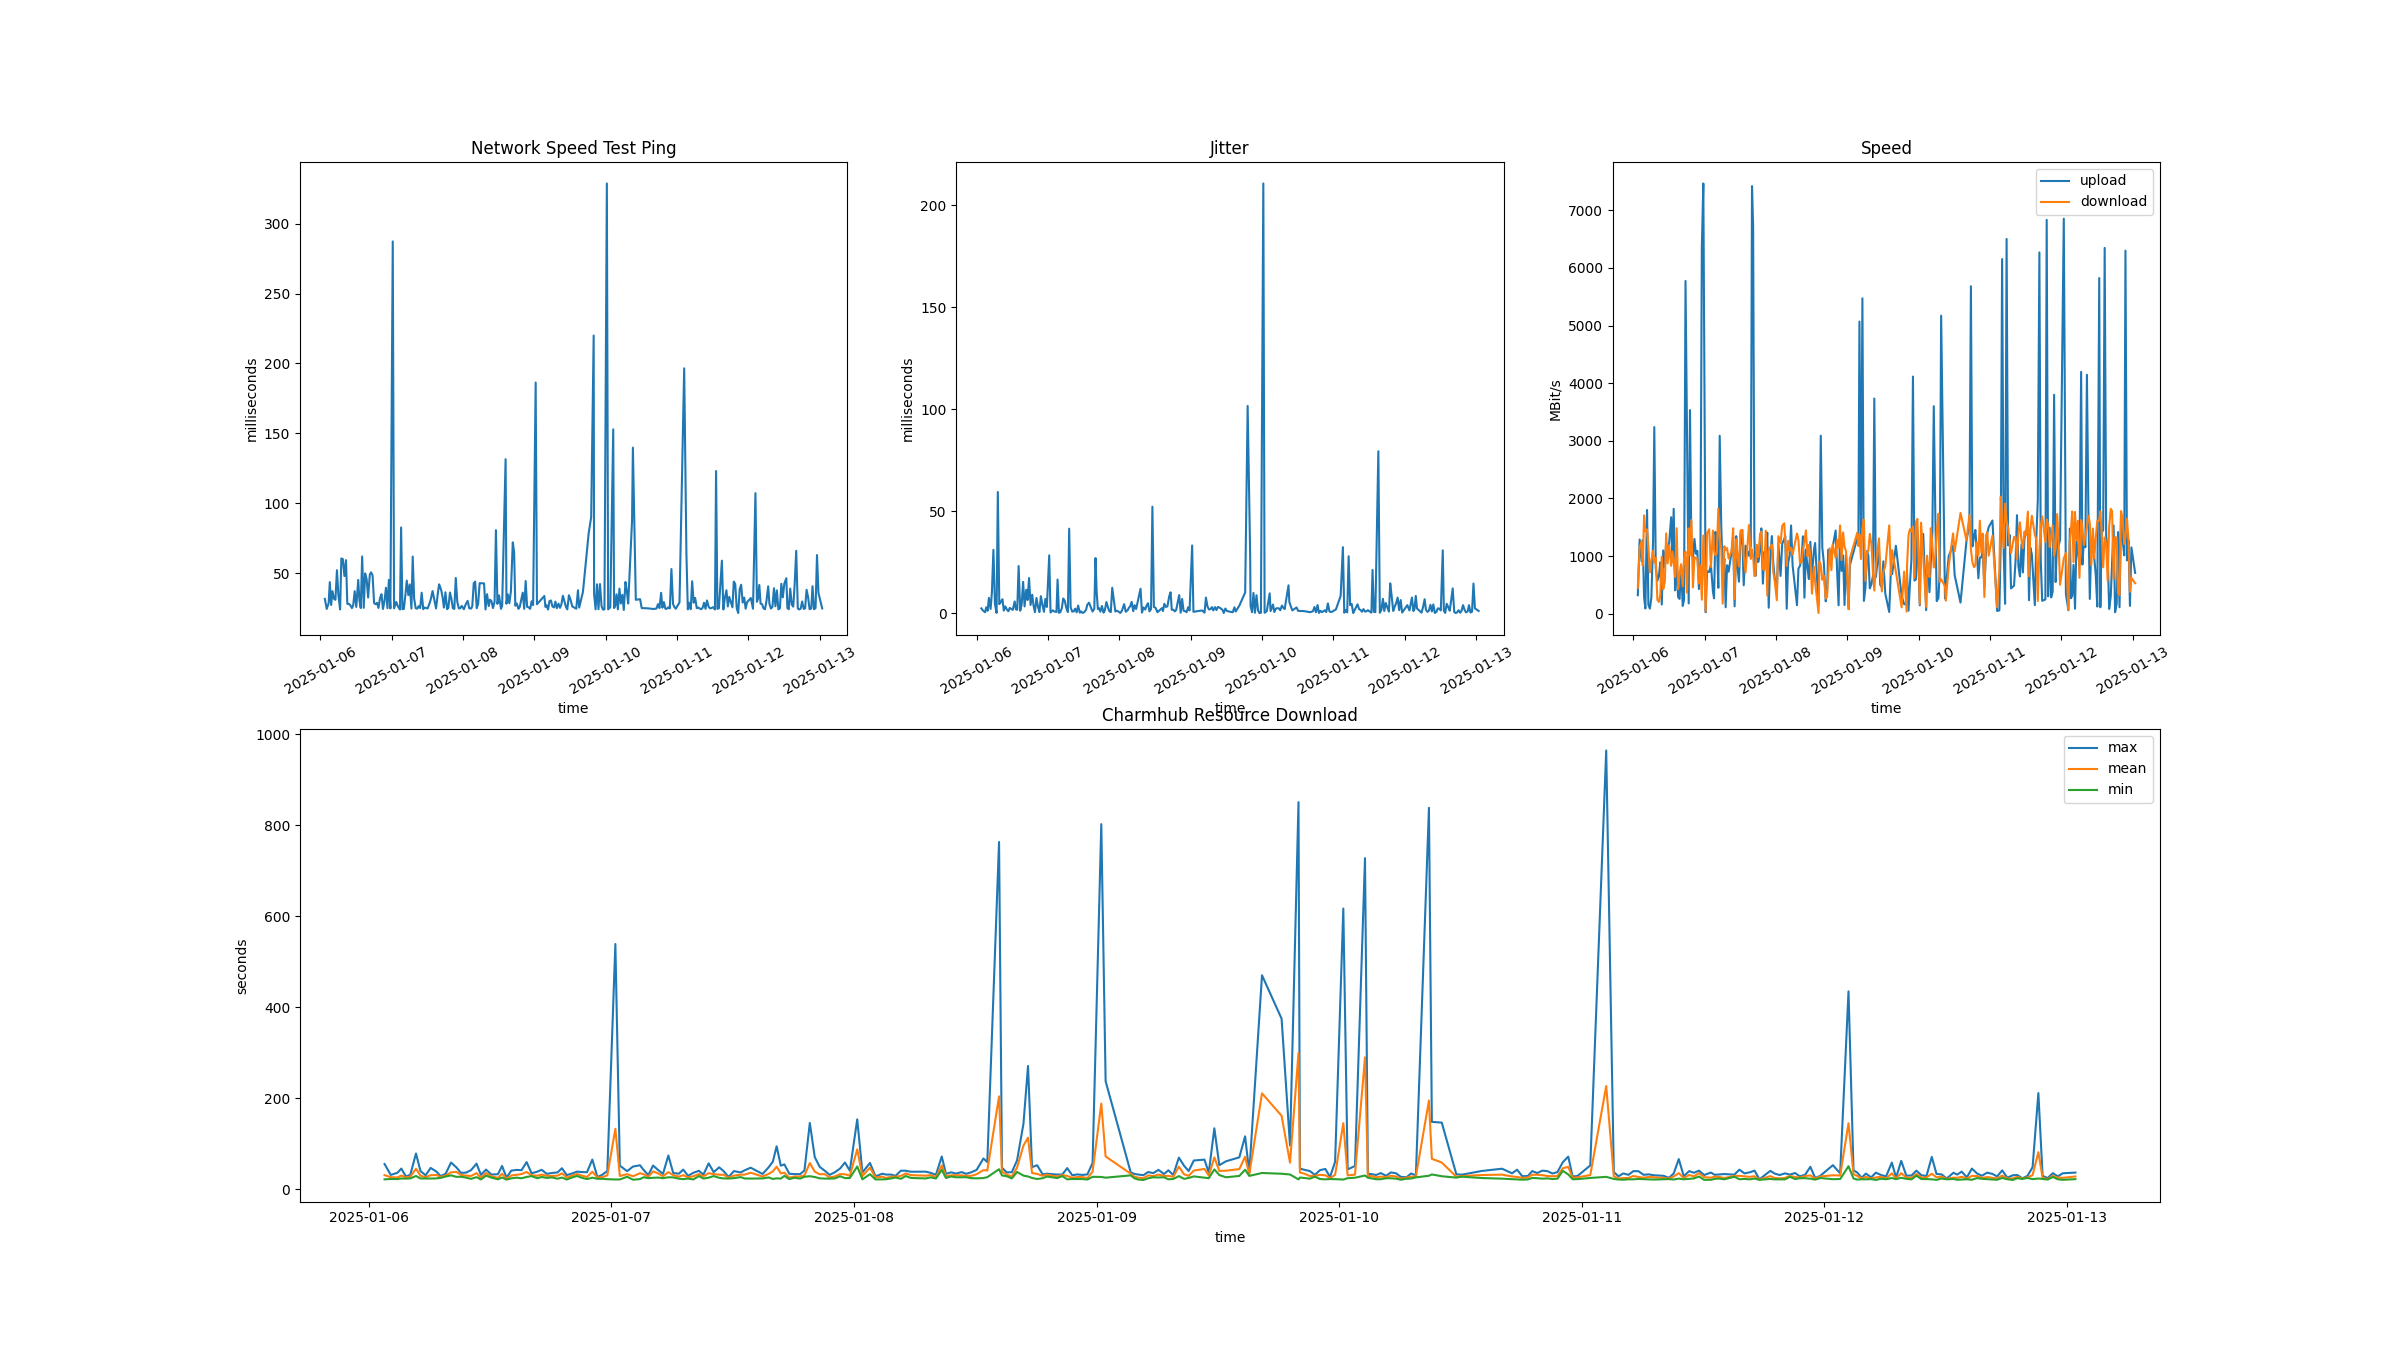 Network Speed Test Ping
milliseconds
300
250
200
150
100
50
2025-01-06 2025-01-07 2025-01-08 2025-01-09 2025-01-10 2025-01-11 2025-01-12 2025-01-13
time
Jitter
milliseconds
200
150
100
50
0
2025-01-06 2025-01-07 2025-01-08 2025-01-09 2025-01-10 2025-01-11 2025-01-12 2025-01-13
time
Speed
upload
download
MBit/s
7000
6000
5000
4000
3000
2000
1000
0
2025-01-06 2025-01-07 2025-01-08 2025-01-09 2025-01-10 2025-01-11 2025-01-12 2025-01-13
time
Charmhub Resource Download
max
mean
min
seconds
1000
800
600
400
200
0
2025-01-06 2025-01-07 2025-01-08 2025-01-09 2025-01-10 2025-01-11 2025-01-12 2025-01-13
time